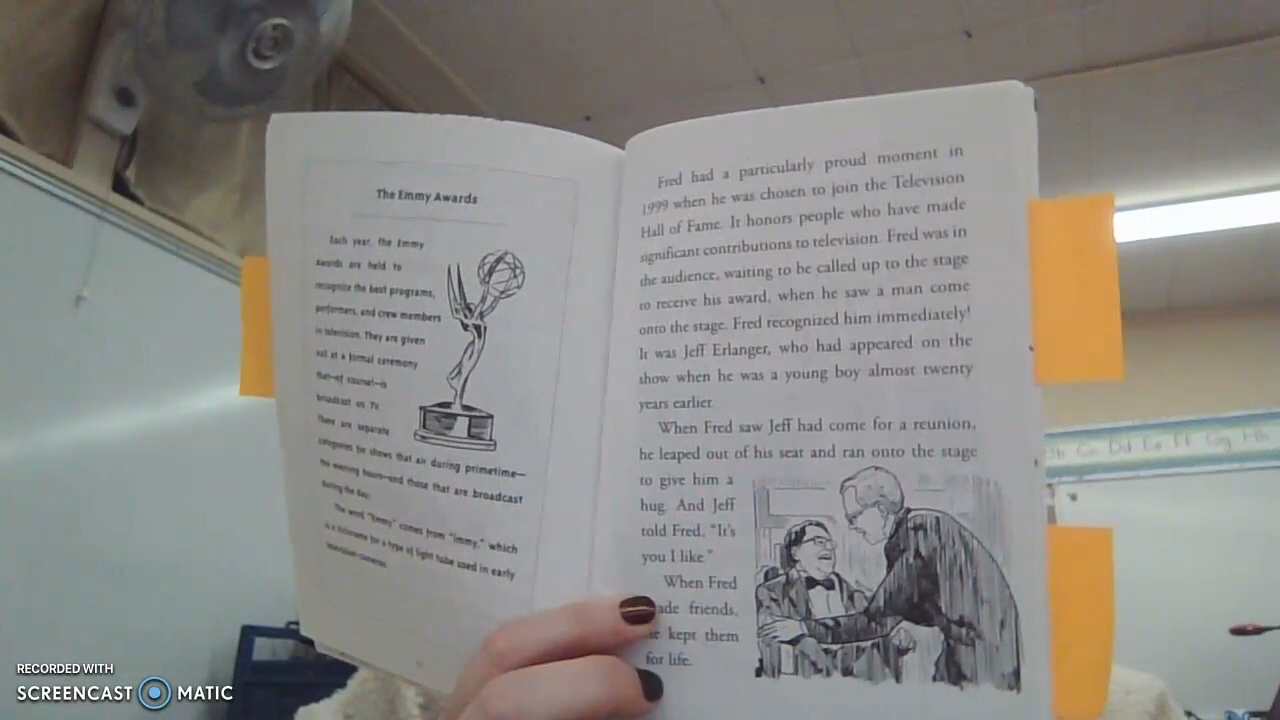 The Emmy Awards
Each year, the Emmy
Awards are held to
recognize the best programs,
performers, and crew members
in television. They are given
out at a formal ceremony
that—of course!—is
broadcast on TV.
There are separate
categories for shows that air during primetime—
the evening hours—and those that are broadcast
during the day.
The word "Emmy" comes from "immy," which
is a nickname for a type of light tube used in early
television cameras.
Fred had a particularly proud moment in
1999 when he was chosen to join the Television
Hall of Fame. It honors people who have made
significant contributions to television. Fred was in
the audience, waiting to be called up to the stage
to receive his award, when he saw a man come
onto the stage. Fred recognized him immediately!
It was Jeff Erlanger, who had appeared on the
show when he was a young boy almost twenty
years earlier.
When Fred saw Jeff had come for a reunion,
he leaped out of his seat and ran onto the stage
to give him a
hug. And Jeff
told Fred, "It's
you I like."
When Fred
ade friends,
he kept them
for life.
Cc Dd Ee Ff Gg Hh
RECORDED WITH
SCREENCAST MATIC